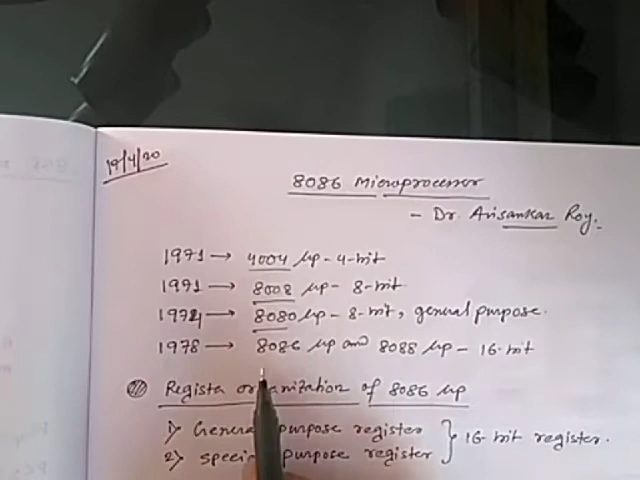 19/4/20
8086 Microprocessor
- Dr. Arisankar Roy.
1971 → 4004 μp - 4-bit
1971 → 8008 μp - 8-bit
1974 → 8080 μp - 8-bit, general purpose.
1978 → 8086 μp and 8088 μp - 16-bit
Register organization of 8086 μp
1) General purpose register
2) special purpose register } 16-bit register.